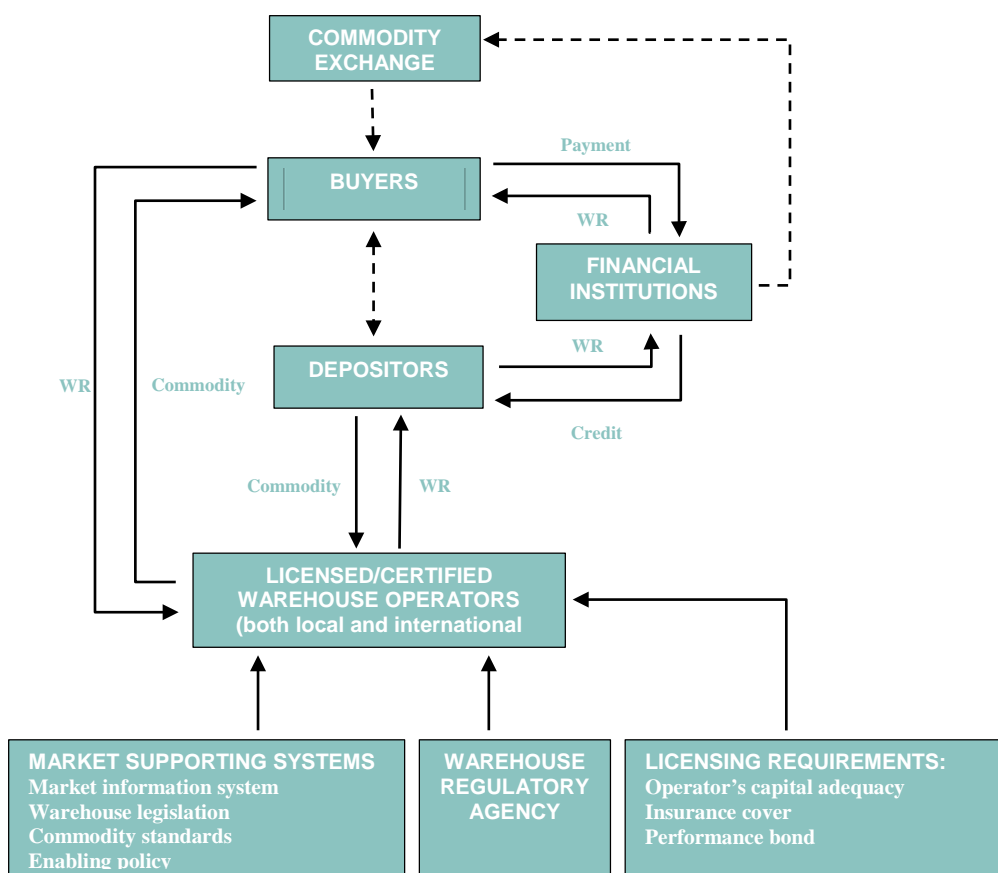 COMMODITY
EXCHANGE
Payment
BUYERS
WR
FINANCIAL
INSTITUTIONS
WR
DEPOSITORS
WR
Commodity
Credit
Commodity
WR
LICENSED/CERTIFIED
WAREHOUSE OPERATORS
(both local and international
MARKET SUPPORTING SYSTEMS
Market information system
Warehouse legislation
Commodity standards
Enabling policy
WAREHOUSE
REGULATORY
AGENCY
LICENSING REQUIREMENTS:
Operator’s capital adequacy
Insurance cover
Performance bond